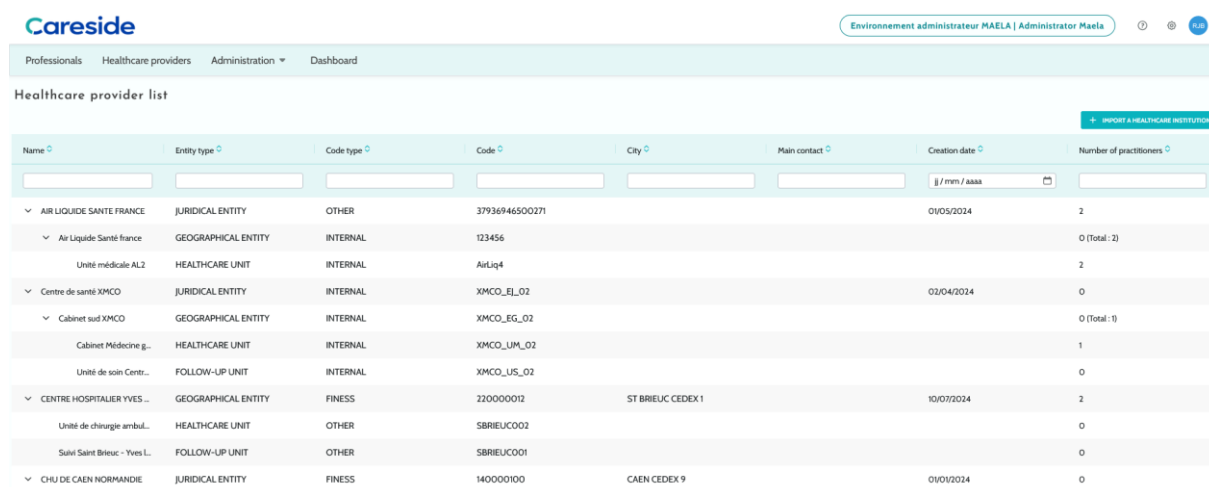 Careside
Environnement administrateur MAELA | Administrator Maela
RJB
Professionals Healthcare providers Administration Dashboard
Healthcare provider list
+ IMPORT A HEALTHCARE INSTITUTION
Name Entity type Code type Code City Main contact Creation date Number of practitioners
jj / mm / aaaa
AIR LIQUIDE SANTE FRANCE JURIDICAL ENTITY OTHER 37936946500271 01/05/2024 2
Air Liquide Santé france GEOGRAPHICAL ENTITY INTERNAL 123456 0 (Total : 2)
Unité médicale AL2 HEALTHCARE UNIT INTERNAL AirLiq4 2
Centre de santé XMCO JURIDICAL ENTITY INTERNAL XMCO_EJ_02 02/04/2024 0
Cabinet sud XMCO GEOGRAPHICAL ENTITY INTERNAL XMCO_EG_02 0 (Total : 1)
Cabinet Médecine g... HEALTHCARE UNIT INTERNAL XMCO_UM_02 1
Unité de soin Centr... FOLLOW-UP UNIT INTERNAL XMCO_US_02 0
CENTRE HOSPITALIER YVES ... GEOGRAPHICAL ENTITY FINESS 220000012 ST BRIEUC CEDEX 1 10/07/2024 2
Unité de chirurgie ambul... HEALTHCARE UNIT OTHER SBRIEUC002 0
Suivi Saint Brieuc - Yves l... FOLLOW-UP UNIT OTHER SBRIEUC001 0
CHU DE CAEN NORMANDIE JURIDICAL ENTITY FINESS 140000100 CAEN CEDEX 9 01/01/2024 0